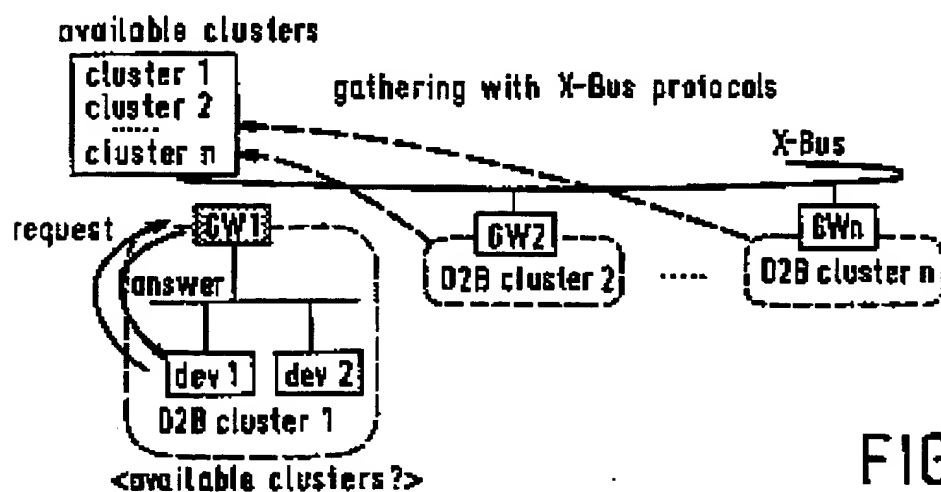 available clusters
cluster 1
cluster 2
......
cluster n
gathering with X-Bus protocols
X-Bus
request
GW1
GW2
GWn
answer
D2B cluster 2
.....
D2B cluster n
dev 1
dev 2
D2B cluster 1
<available clusters?>
FIG